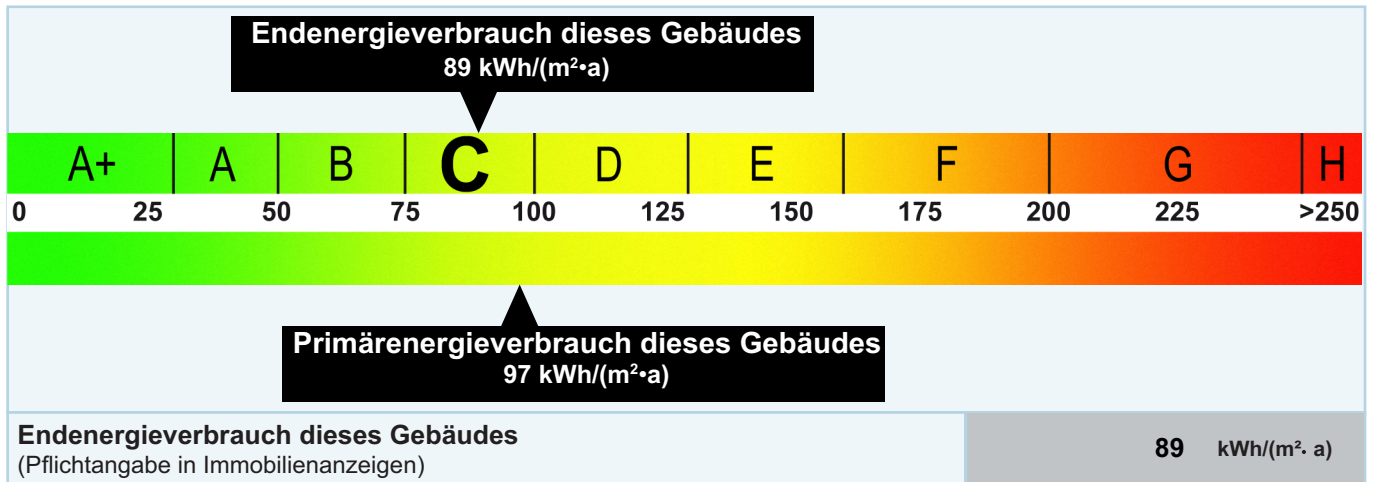 Endenergieverbrauch dieses Gebäudes
89 kWh/(m²•a)
A+ A B C D E F G H
0 25 50 75 100 125 150 175 200 225 >250
Primärenergieverbrauch dieses Gebäudes
97 kWh/(m²•a)
Endenergieverbrauch dieses Gebäudes
(Pflichtangabe in Immobilienanzeigen)
89 kWh/(m²· a)